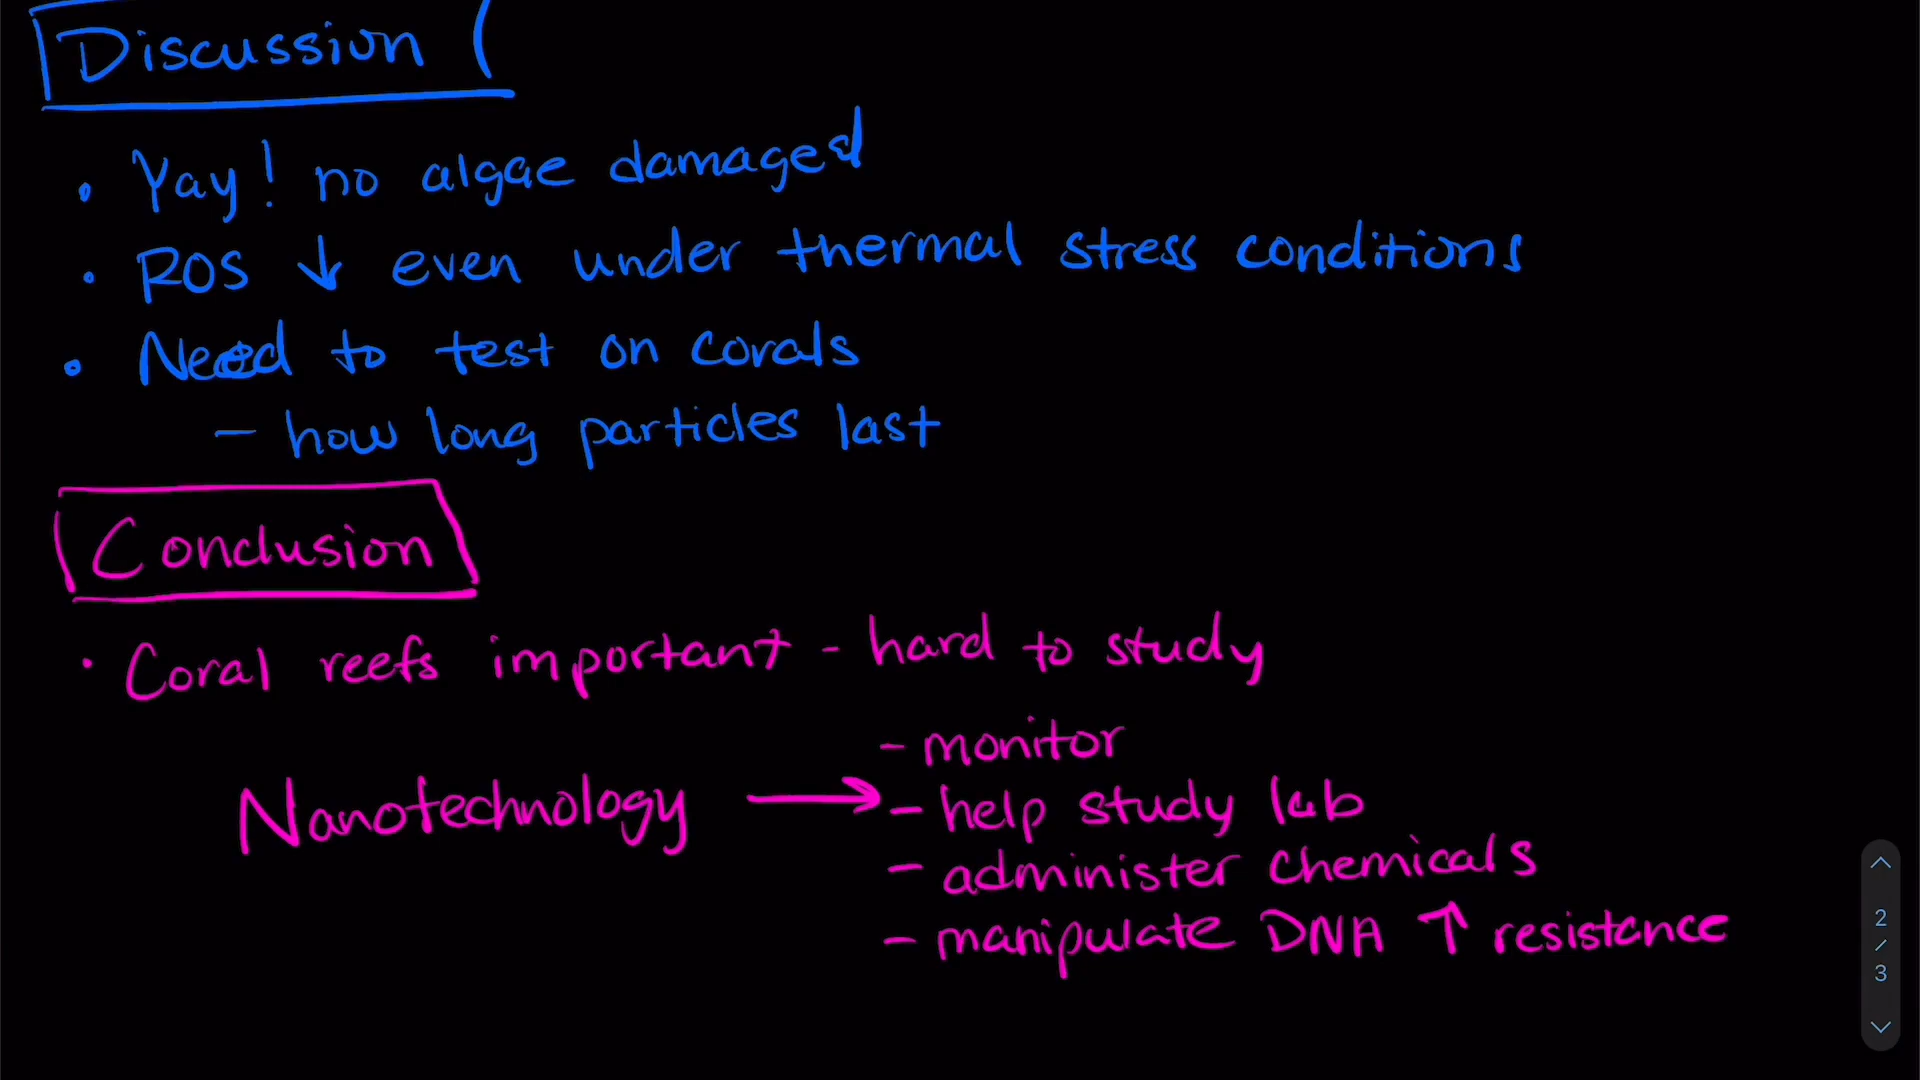 Discussion
• Yay! no algae damaged
• ROS ↓ even under thermal stress conditions
• Need to test on corals
– how long particles last
Conclusion
• Coral reefs important - hard to study
- monitor
Nanotechnology → - help study lab
- administer chemicals
- manipulate DNA ↑ resistance
2
/
3